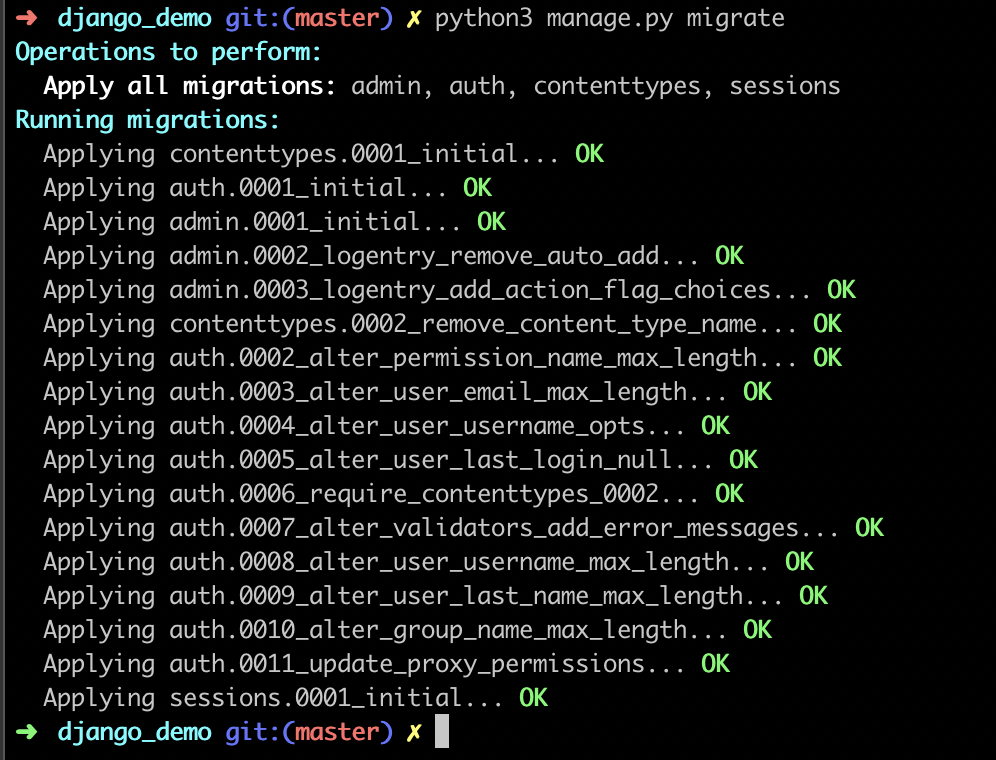 ➜ django_demo git:(master) ✗ python3 manage.py migrate
Operations to perform:
  Apply all migrations: admin, auth, contenttypes, sessions
Running migrations:
  Applying contenttypes.0001_initial... OK
  Applying auth.0001_initial... OK
  Applying admin.0001_initial... OK
  Applying admin.0002_logentry_remove_auto_add... OK
  Applying admin.0003_logentry_add_action_flag_choices... OK
  Applying contenttypes.0002_remove_content_type_name... OK
  Applying auth.0002_alter_permission_name_max_length... OK
  Applying auth.0003_alter_user_email_max_length... OK
  Applying auth.0004_alter_user_username_opts... OK
  Applying auth.0005_alter_user_last_login_null... OK
  Applying auth.0006_require_contenttypes_0002... OK
  Applying auth.0007_alter_validators_add_error_messages... OK
  Applying auth.0008_alter_user_username_max_length... OK
  Applying auth.0009_alter_user_last_name_max_length... OK
  Applying auth.0010_alter_group_name_max_length... OK
  Applying auth.0011_update_proxy_permissions... OK
  Applying sessions.0001_initial... OK
➜ django_demo git:(master) ✗